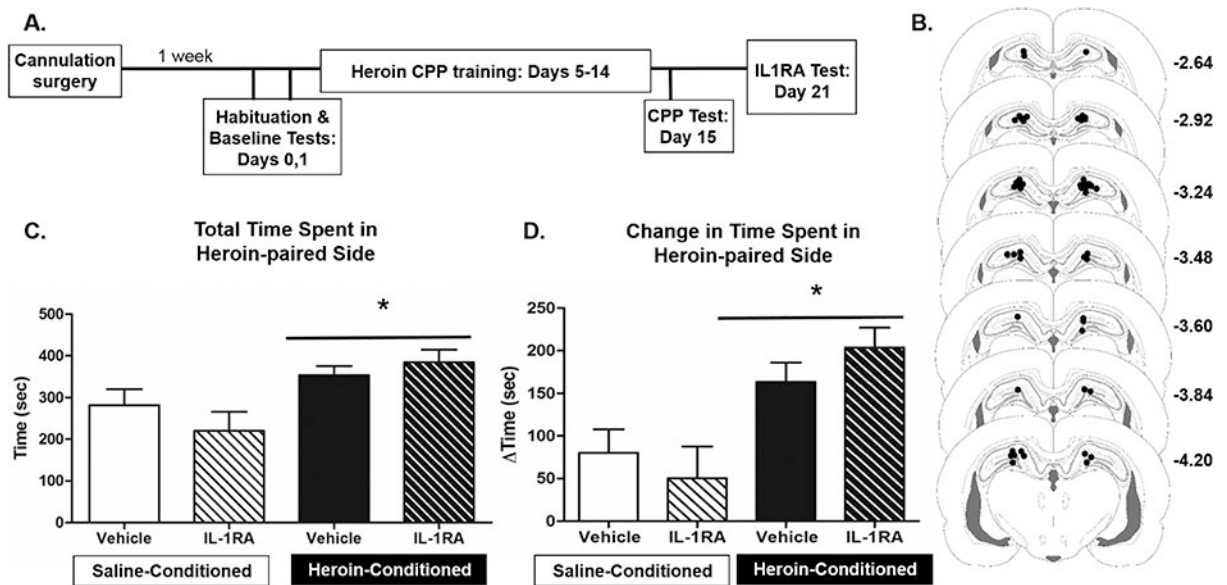 A.
Cannulation
surgery
1 week
Habituation &
Baseline Tests:
Days 0,1
Heroin CPP training: Days 5-14
CPP Test:
Day 15
IL1RA Test:
Day 21
B.
-2.64
-2.92
-3.24
-3.48
-3.60
-3.84
-4.20
C.
Total Time Spent in
Heroin-paired Side
Time (sec)
500
400
300
200
100
0
*
Vehicle
IL-1RA
Vehicle
IL-1RA
Saline-Conditioned
Heroin-Conditioned
D.
Change in Time Spent in
Heroin-paired Side
ΔTime (sec)
250
200
150
100
50
0
*
Vehicle
IL-1RA
Vehicle
IL-1RA
Saline-Conditioned
Heroin-Conditioned